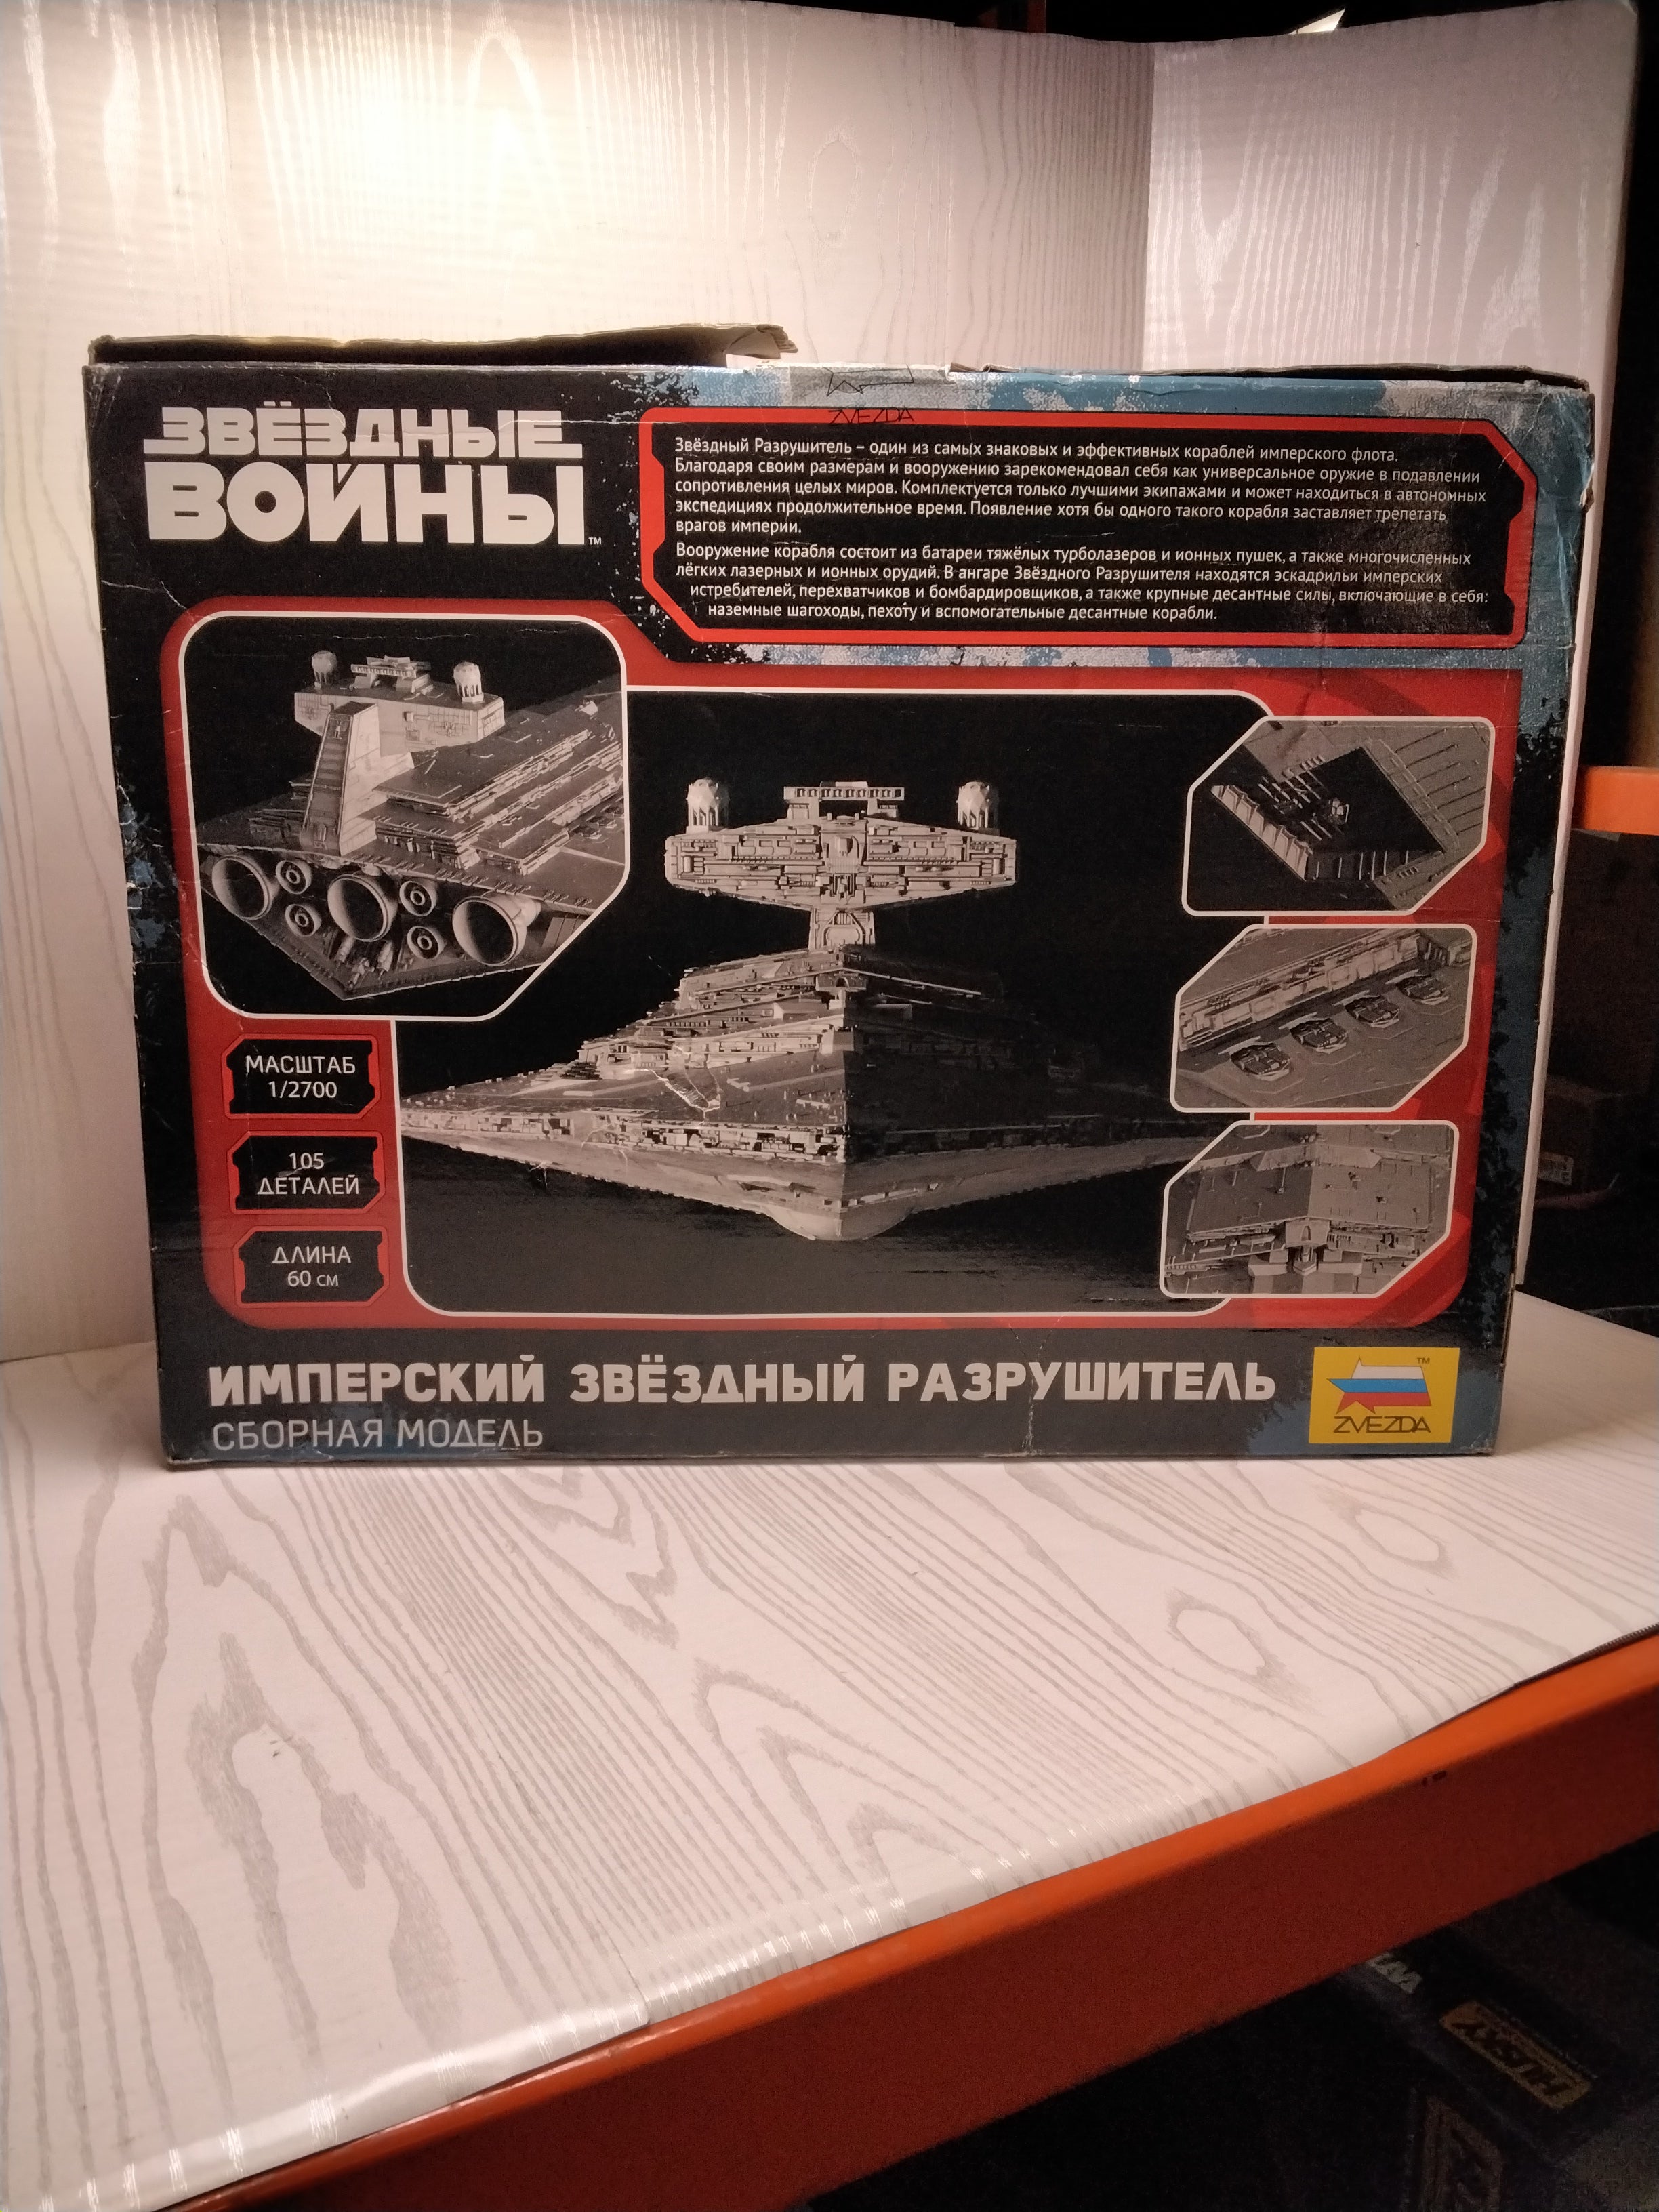 ЗВЁЗДНЫЕ
ВОЙНЫ™
ZVEZDA
Звёздный Разрушитель – один из самых знаковых и эффективных кораблей имперского флота.
Благодаря своим размерам и вооружению зарекомендовал себя как универсальное оружие в подавлении
сопротивления целых миров. Комплектуется только лучшими экипажами и может находиться в автономных
экспедициях продолжительное время. Появление хотя бы одного такого корабля заставляет трепетать
врагов империи.
Вооружение корабля состоит из батареи тяжёлых турболазеров и ионных пушек, а также многочисленных
лёгких лазерных и ионных орудий. В ангаре Звёздного Разрушителя находятся эскадрильи имперских
истребителей, перехватчиков и бомбардировщиков, а также крупные десантные силы, включающие в себя:
наземные шагоходы, пехоту и вспомогательные десантные корабли.
МАСШТАБ
1/2700
105
ДЕТАЛЕЙ
ДЛИНА
60 см
ИМПЕРСКИЙ ЗВЁЗДНЫЙ РАЗРУШИТЕЛЬ
СБОРНАЯ МОДЕЛЬ
™
ZVEZDA
HUSKY